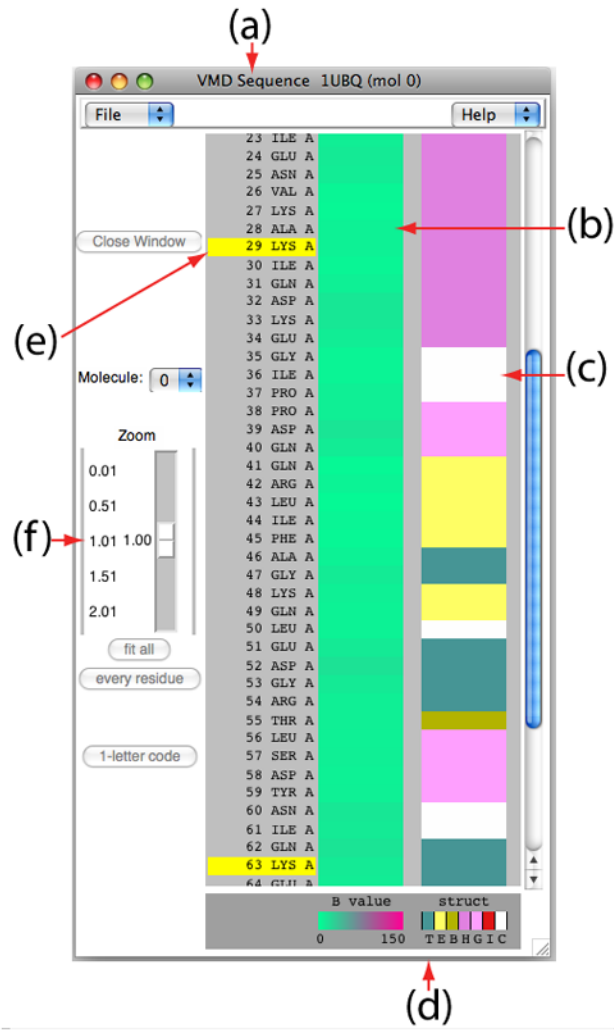 (a)
VMD Sequence 1UBQ (mol 0)
File Help
23 ILE A
24 GLU A
25 ASN A
26 VAL A
27 LYS A
28 ALA A
(b)
Close Window
29 LYS A
30 ILE A
31 GLN A
32 ASP A
33 LYS A
34 GLU A
(e)
35 GLY A
36 ILE A
(c)
Molecule: 0
37 PRO A
38 PRO A
39 ASP A
40 GLN A
41 GLN A
42 ARG A
43 LEU A
44 ILE A
45 PHE A
46 ALA A
47 GLY A
48 LYS A
49 GLN A
50 LEU A
51 GLU A
52 ASP A
53 GLY A
54 ARG A
55 THR A
56 LEU A
57 SER A
58 ASP A
59 TYR A
60 ASN A
61 ILE A
62 GLN A
63 LYS A
64 GLU A
Zoom
0.01
0.51
(f)
1.01 1.00
1.51
2.01
fit all
every residue
1-letter code
B value
0 150
struct
T E B H G I C
(d)